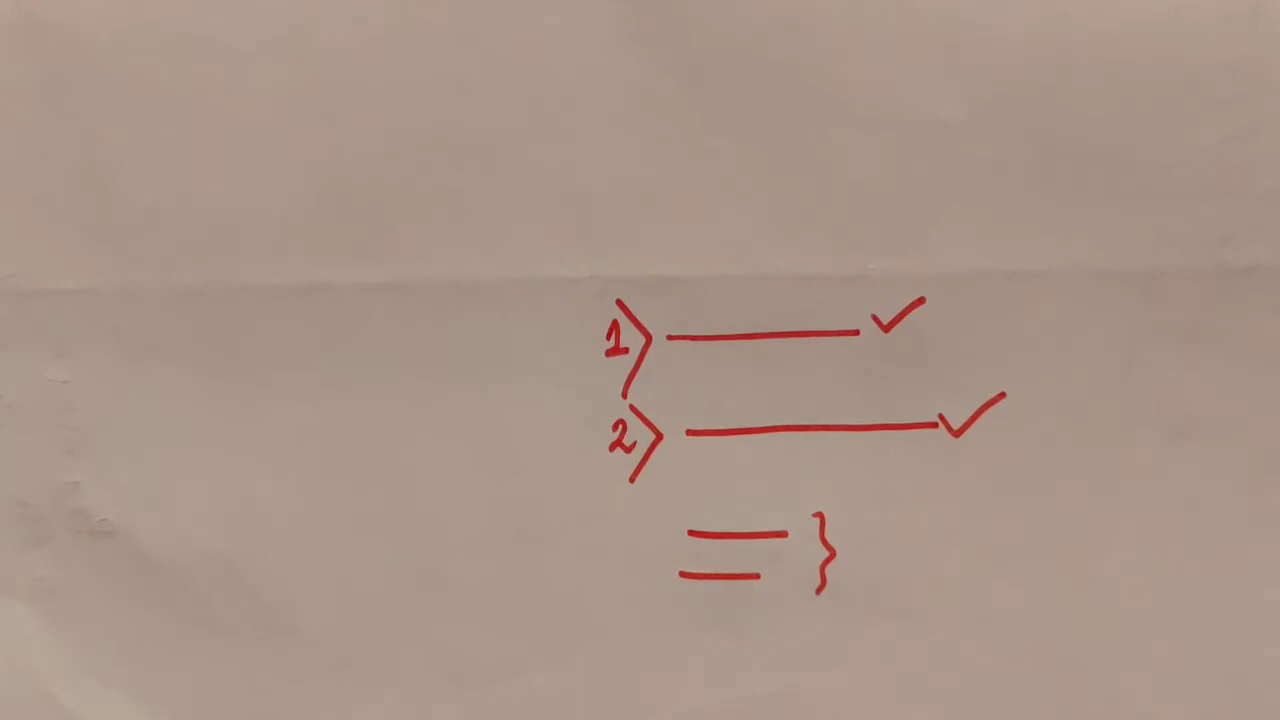 1> ——— ✓
2> ——— ✓